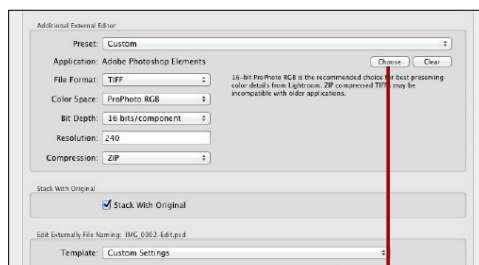 Additional External Editor
Preset: Custom
Application: Adobe Photoshop Elements
Choose
Clear
File Format: TIFF
16-bit ProPhoto RGB is the recommended choice for best preserving
color details from Lightroom. ZIP compressed TIFFs may be
incompatible with older applications.
Color Space: ProPhoto RGB
Bit Depth: 16 bits/component
Resolution: 240
Compression: ZIP
Stack With Original
Stack With Original
Edit Externally File Naming: IMG_0002-Edit.psd
Template: Custom Settings